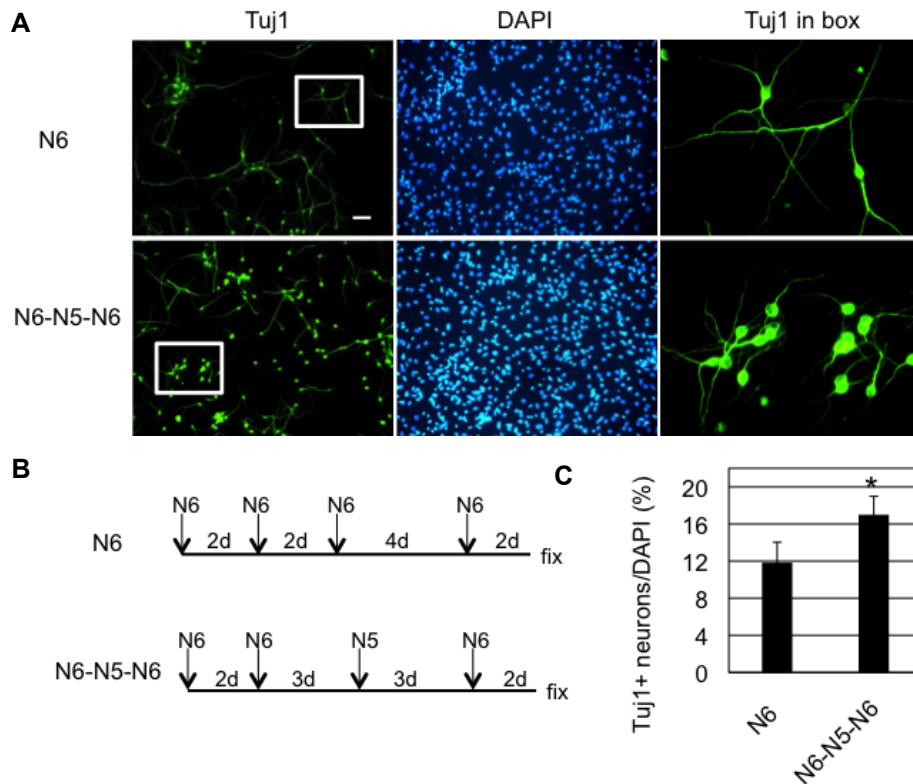 A
Tuj1 DAPI Tuj1 in box
N6
N6-N5-N6
B
N6 N6 N6 N6
N6 2d 2d 4d 2d fix
N6 N6 N5 N6
N6-N5-N6 2d 3d 3d 2d fix
C
Tuj1+ neurons/DAPI (%)
20
16
12
8
4
0
*
N6
N6-N5-N6